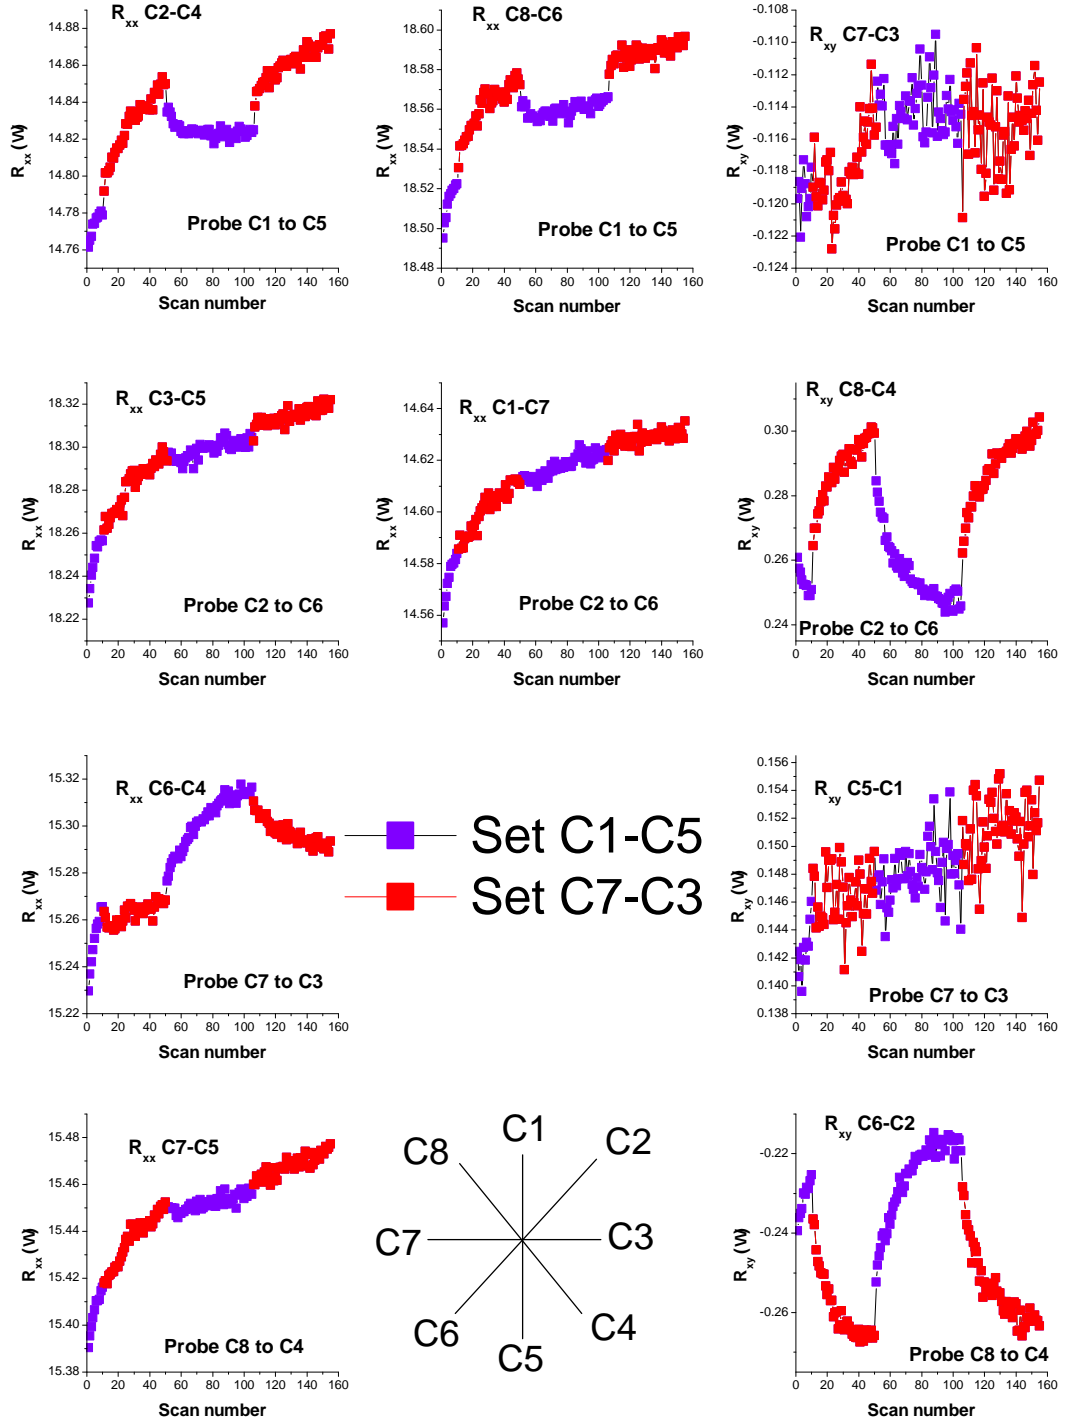 R_xx C2-C4
14.88
14.86
14.84
14.82
14.80
14.78
14.76
R_xx (W)
Probe C1 to C5
0 20 40 60 80 100 120 140 160
Scan number
R_xx C8-C6
18.60
18.58
18.56
18.54
18.52
18.50
18.48
R_xx (W)
Probe C1 to C5
0 20 40 60 80 100 120 140 160
Scan number
R_xy C7-C3
-0.108
-0.110
-0.112
-0.114
-0.116
-0.118
-0.120
-0.122
-0.124
R_xy (W)
Probe C1 to C5
0 20 40 60 80 100 120 140 160
Scan number
R_xx C3-C5
18.32
18.30
18.28
18.26
18.24
18.22
R_xx (W)
Probe C2 to C6
0 20 40 60 80 100 120 140 160
Scan number
R_xx C1-C7
14.64
14.62
14.60
14.58
14.56
R_xx (W)
Probe C2 to C6
0 20 40 60 80 100 120 140 160
Scan number
R_xy C8-C4
0.30
0.28
0.26
0.24
R_xy (W)
Probe C2 to C6
0 20 40 60 80 100 120 140 160
Scan number
R_xx C6-C4
15.32
15.30
15.28
15.26
15.24
15.22
R_xx (W)
Probe C7 to C3
0 20 40 60 80 100 120 140 160
Scan number
Set C1-C5
Set C7-C3
R_xy C5-C1
0.156
0.154
0.152
0.150
0.148
0.146
0.144
0.142
0.140
0.138
R_xy (W)
Probe C7 to C3
0 20 40 60 80 100 120 140 160
Scan number
R_xx C7-C5
15.48
15.46
15.44
15.42
15.40
15.38
R_xx (W)
Probe C8 to C4
0 20 40 60 80 100 120 140 160
Scan number
C1
C2
C3
C4
C5
C6
C7
C8
R_xy C6-C2
-0.22
-0.24
-0.26
R_xy (W)
Probe C8 to C4
0 20 40 60 80 100 120 140 160
Scan number